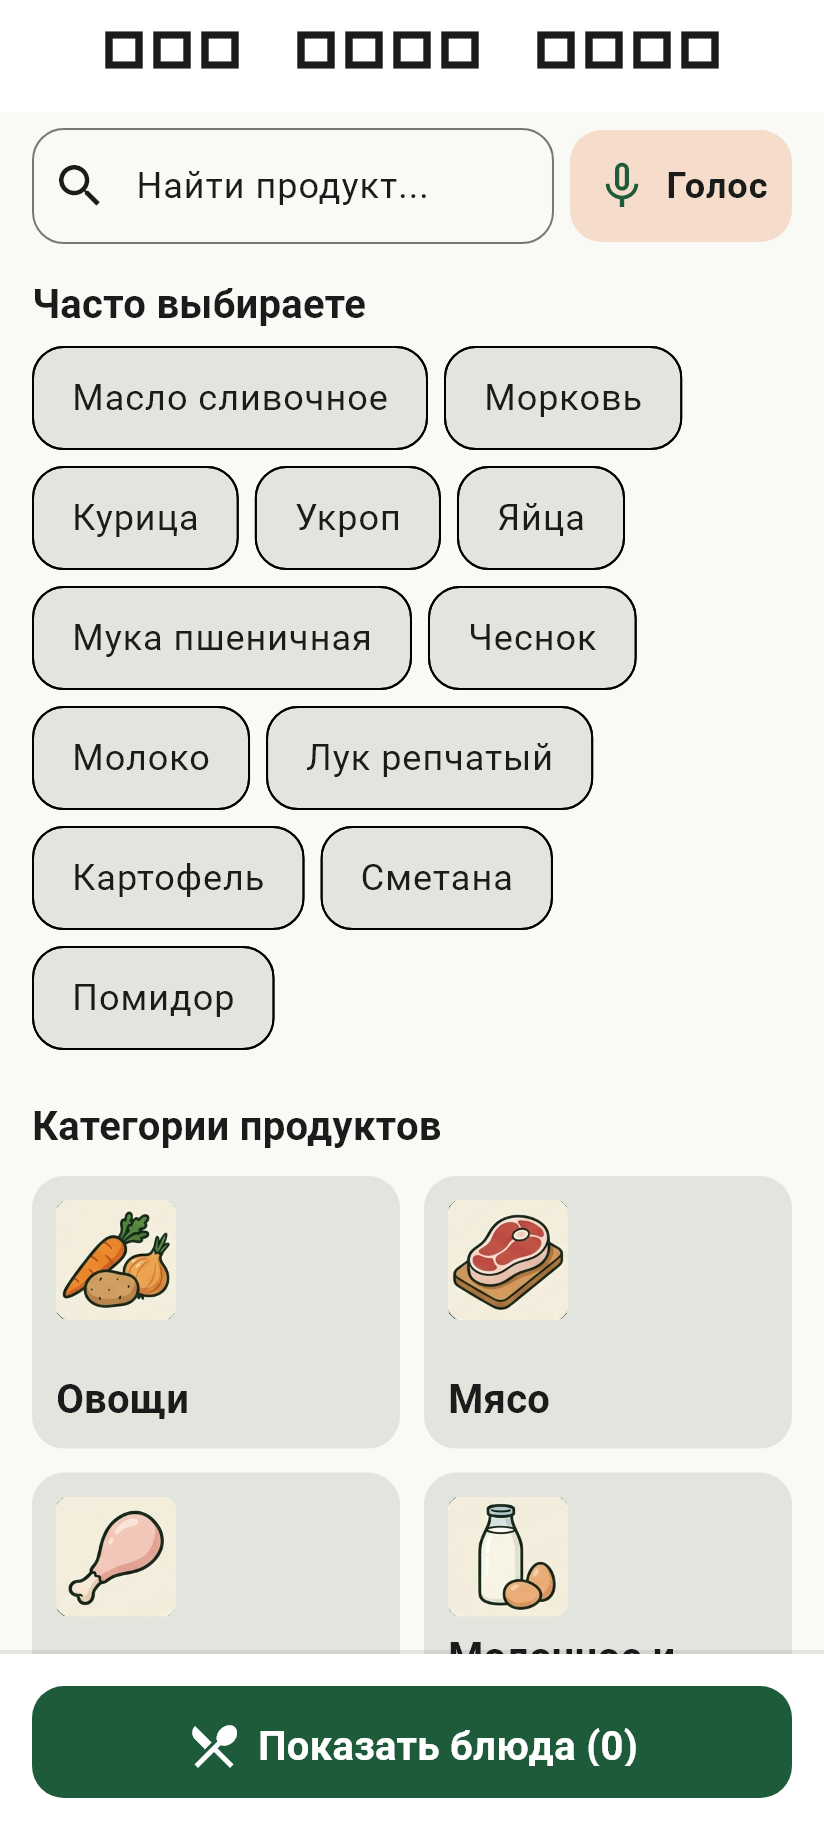 Найти продукт...
Голос
Часто выбираете
Масло сливочное
Морковь
Курица
Укроп
Яйца
Мука пшеничная
Чеснок
Молоко
Лук репчатый
Картофель
Сметана
Помидор
Категории продуктов
Овощи
Мясо
Молочное и
Показать блюда (0)